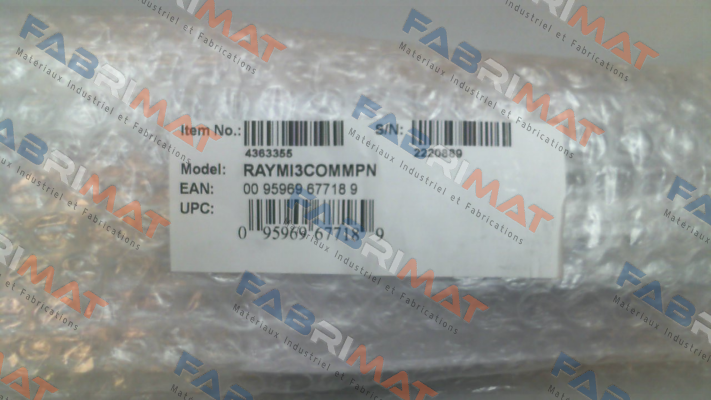 Item No.:
4363355
S/N:
2220889
Model: RAYMI3COMMPN
EAN: 00 95969 67718 9
UPC:
0 95969 67718 9
FABRIMAT
Materiaux Industriel et Fabrications